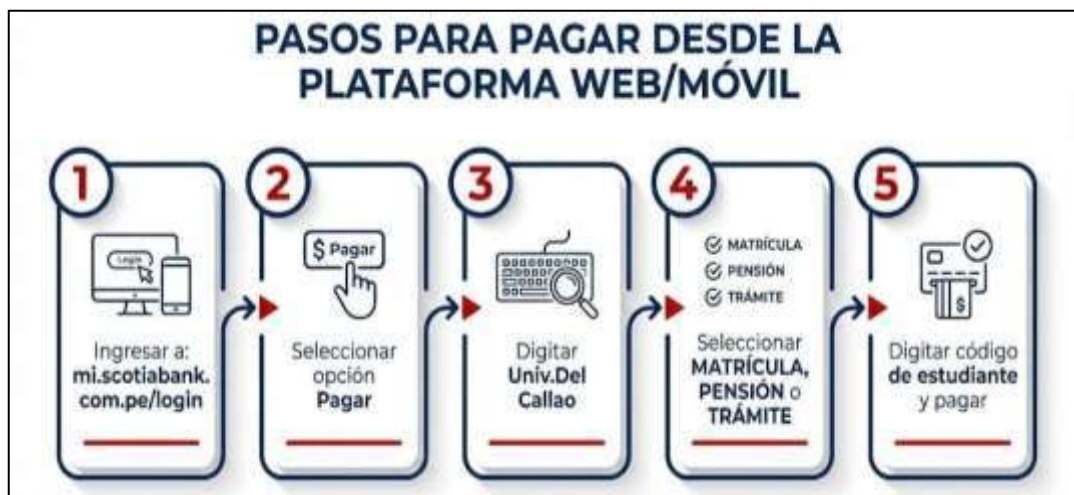 PASOS PARA PAGAR DESDE LA
PLATAFORMA WEB/MÓVIL
1
Login
Ingresar a:
mi.scotiabank.
com.pe/login
2
$ Pagar
Seleccionar
opción
Pagar
3
Digitar
Univ.Del
Callao
4
MATRÍCULA
PENSIÓN
TRÁMITE
Seleccionar
MATRÍCULA,
PENSIÓN o
TRÁMITE
5
$
Digitar código
de estudiante
y pagar